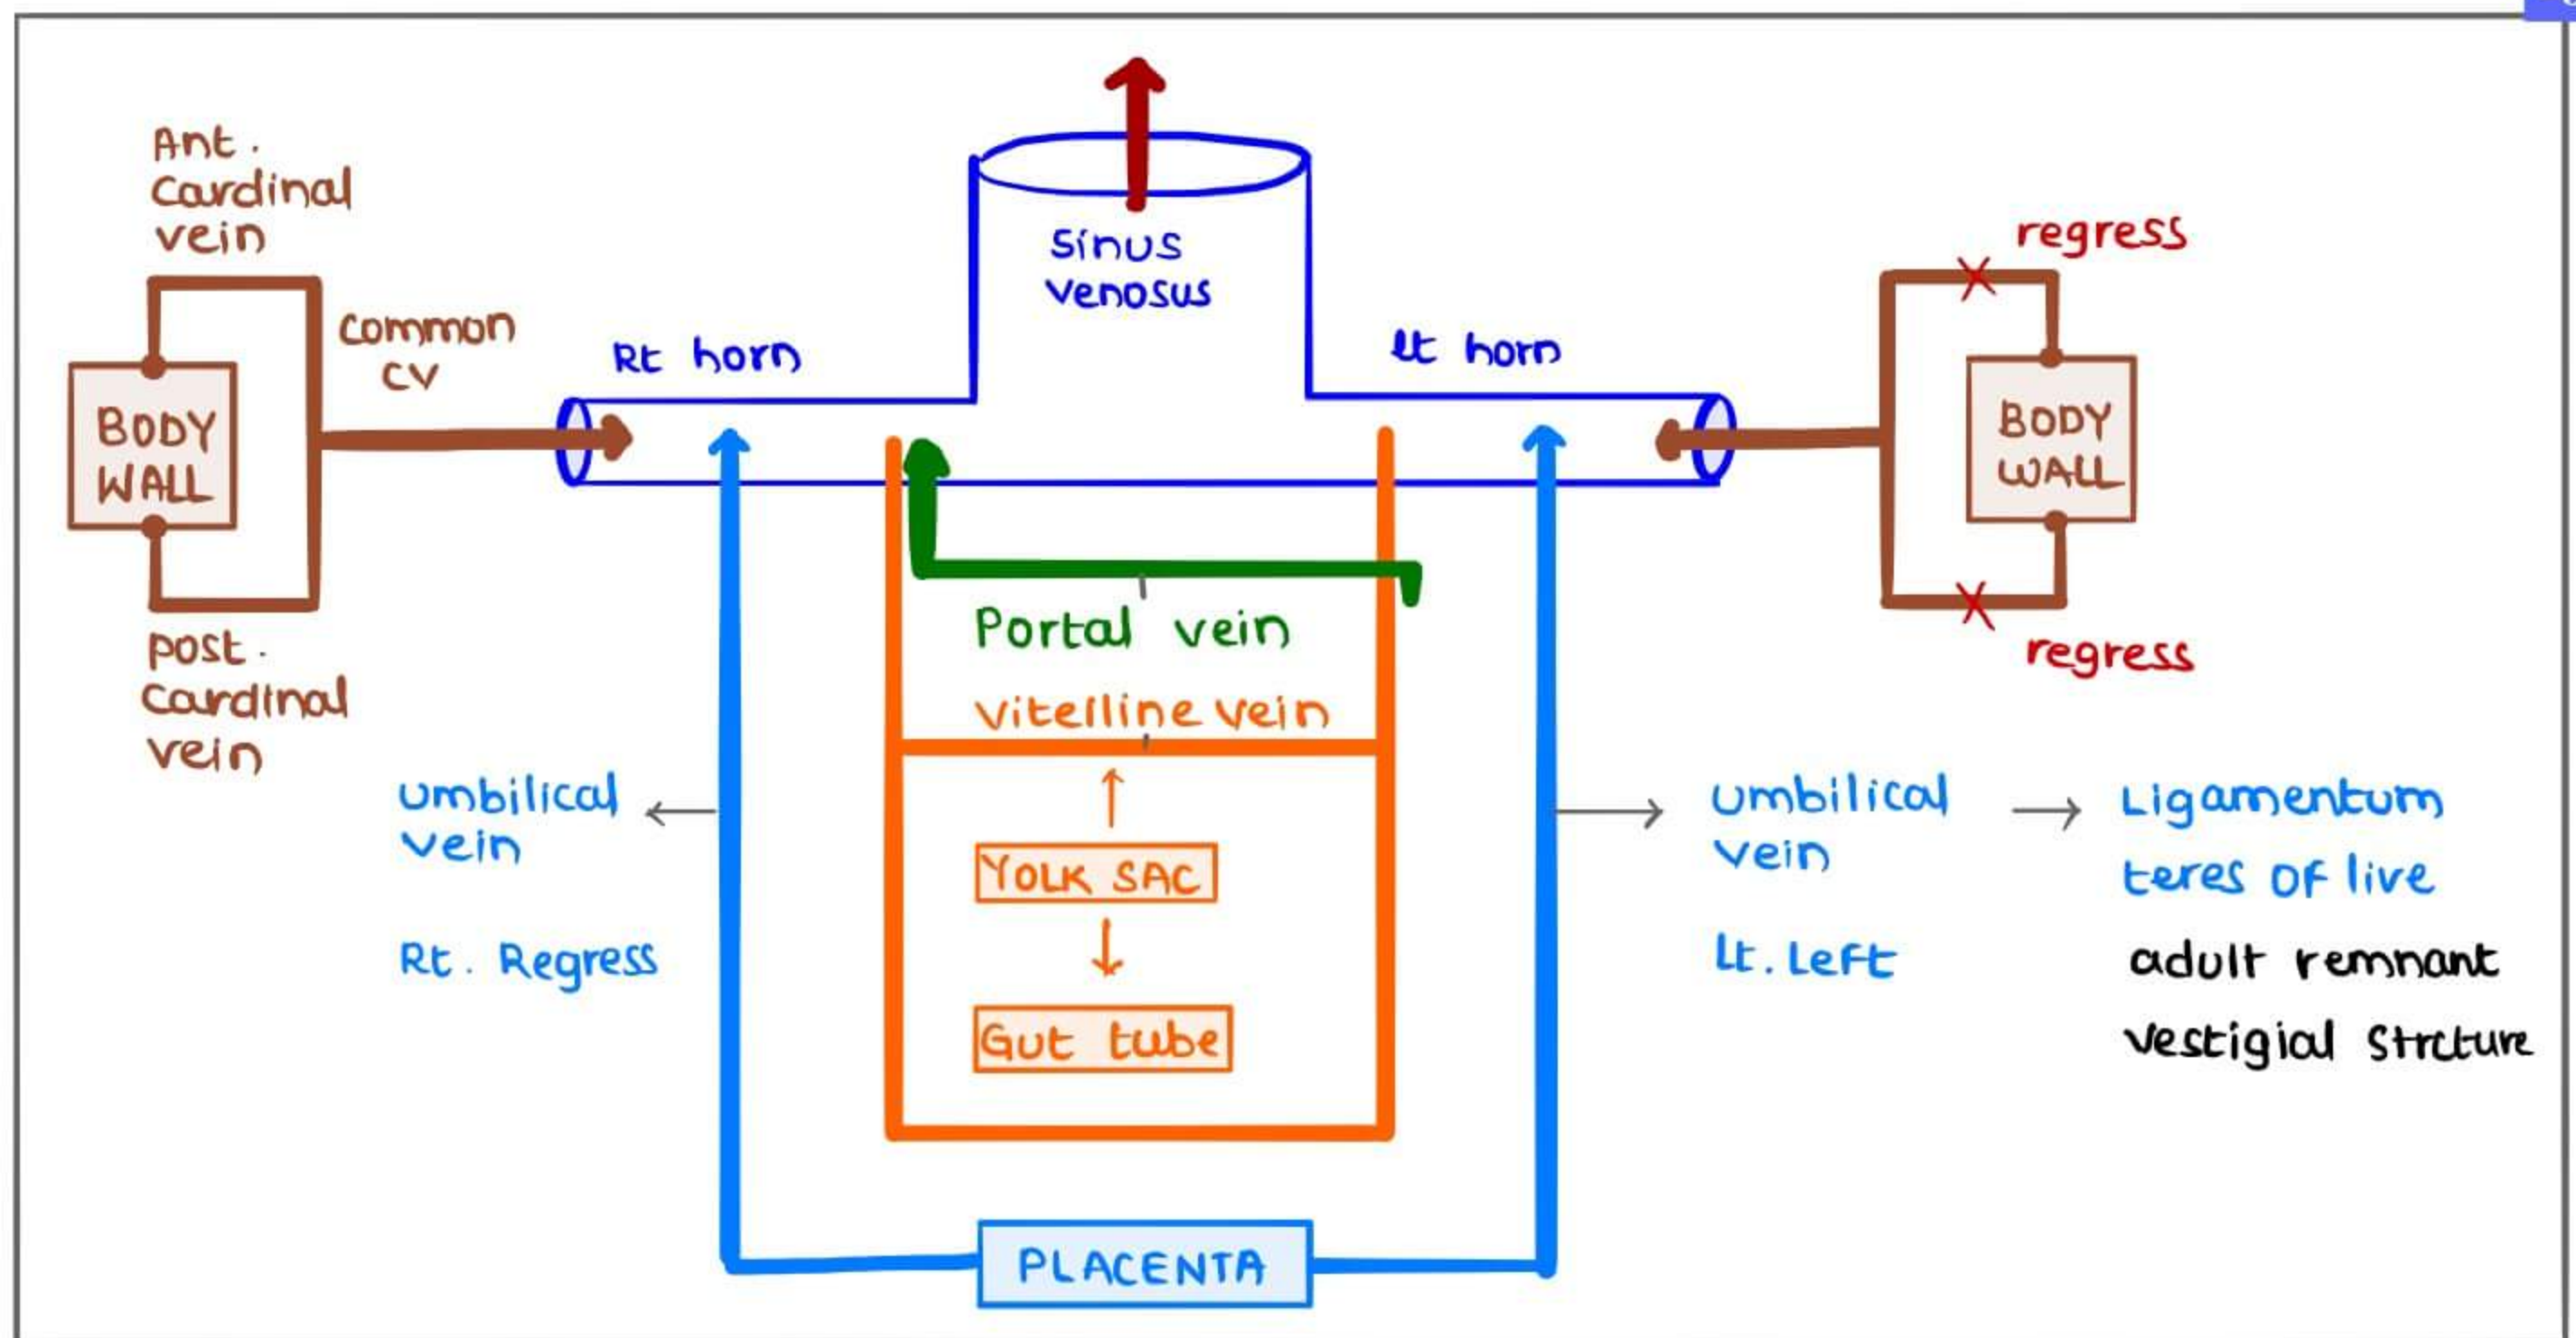 Ant.
Cardinal
vein
Common
CV
BODY
WALL
post.
Cardinal
vein
Rt horn
Sinus
Venosus
lt horn
regress
BODY
WALL
regress
Portal vein
Vitelline vein
YOLK SAC
Gut tube
Umbilical
vein
Rt. Regress
Umbilical
vein
Lt. Left
Ligamentum
teres OF live
adult remnant
Vestigial Strcture
PLACENTA